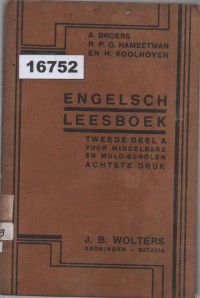 A. BROERS
R. P. G. HAMEETMAN
EN H. KOOLHOVEN
16752
ENGELSCH
LEESBOEK
TWEEDE DEEL A
VOOR MIDDELBARE
EN MULO-SCHOLEN
ACHTSTE DRUK
J. B. WOLTERS
GRONINGEN – BATAVIA